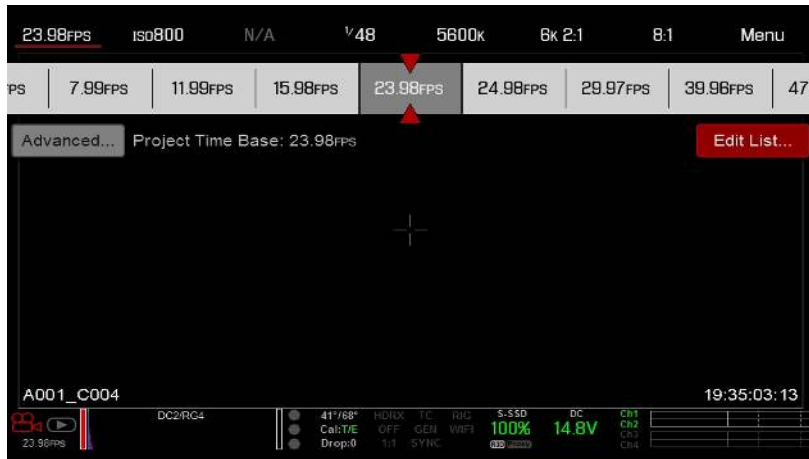 23.98FPS ISO800 N/A 1/48 5600K 6K 2:1 8:1 Menu
PS 7.99FPS 11.99FPS 15.98FPS 23.98FPS 24.98FPS 29.97FPS 39.96FPS 47
Advanced... Project Time Base: 23.98FPS Edit List...
A001_C004 19:35:03:13
DC2/RG4 41°/68° HDRX TC RIG S-SSD DC Ch1
Cal:T/E OFF GEN WIFI 100% 14.8V Ch2
Ch3
23.98FPS Drop:0 1:1 SYNC R3D Ch4